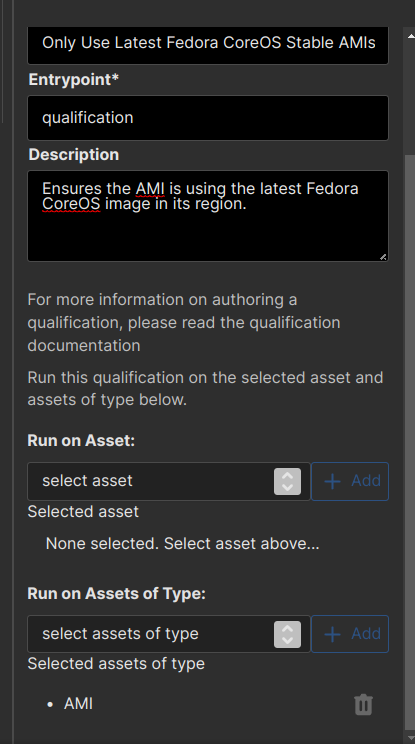 Only Use Latest Fedora CoreOS Stable AMIs
Entrypoint*
qualification
Description
Ensures the AMI is using the latest Fedora
CoreOS image in its region.
For more information on authoring a
qualification, please read the qualification
documentation
Run this qualification on the selected asset and
assets of type below.
Run on Asset:
select asset
Add
Selected asset
None selected. Select asset above...
Run on Assets of Type:
select assets of type
Add
Selected assets of type
• AMI